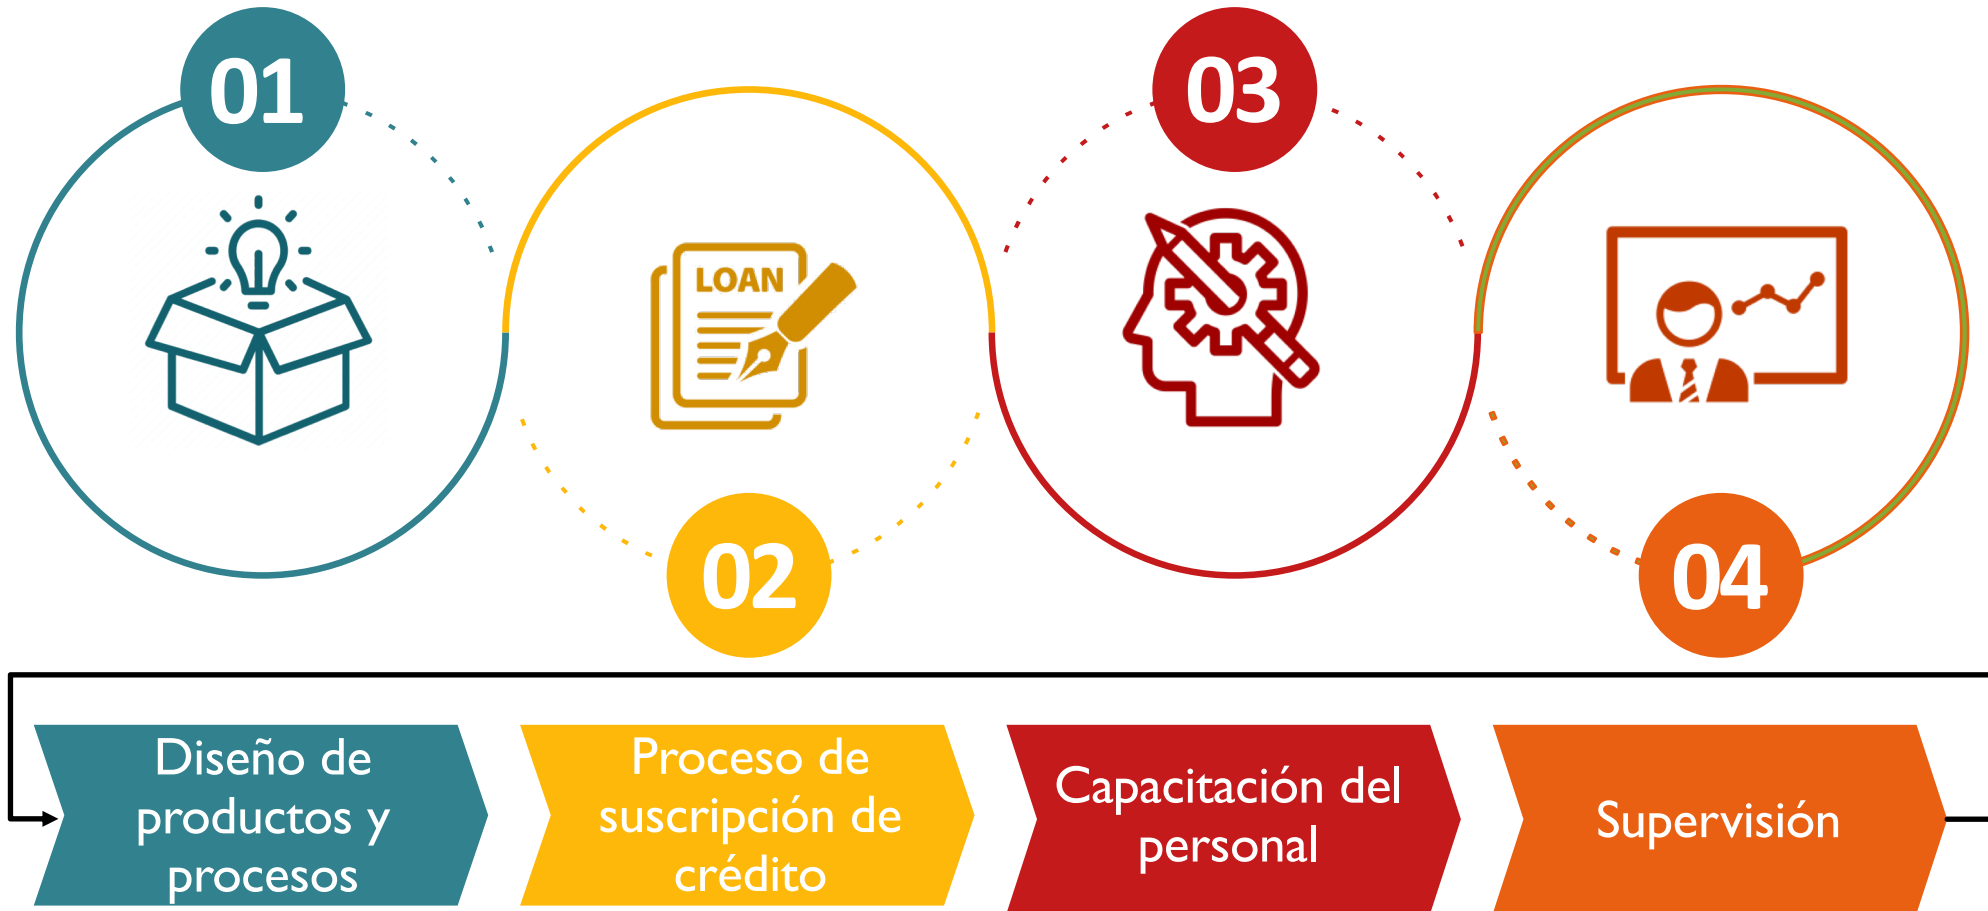 01
03
LOAN
02
04
Diseño de
productos y
procesos
Proceso de
suscripción de
crédito
Capacitación del
personal
Supervisión